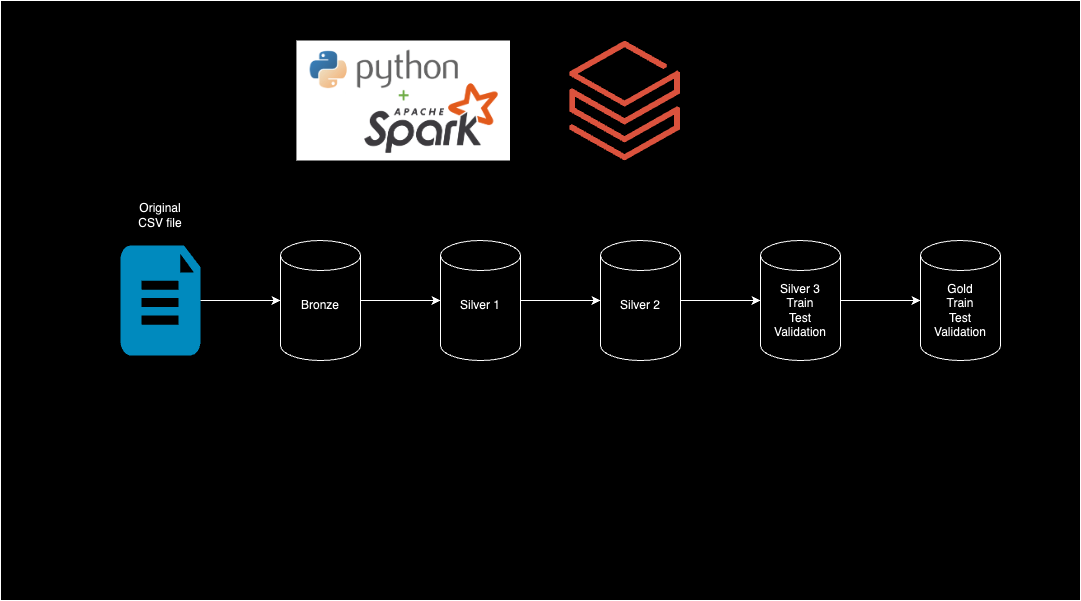 python
+
APACHE
Spark
Original
CSV file
Bronze
Silver 1
Silver 2
Silver 3
Train
Test
Validation
Gold
Train
Test
Validation